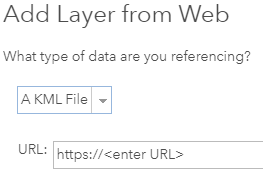 Add Layer from Web
What type of data are you referencing?
A KML File
URL: https://<enter URL>